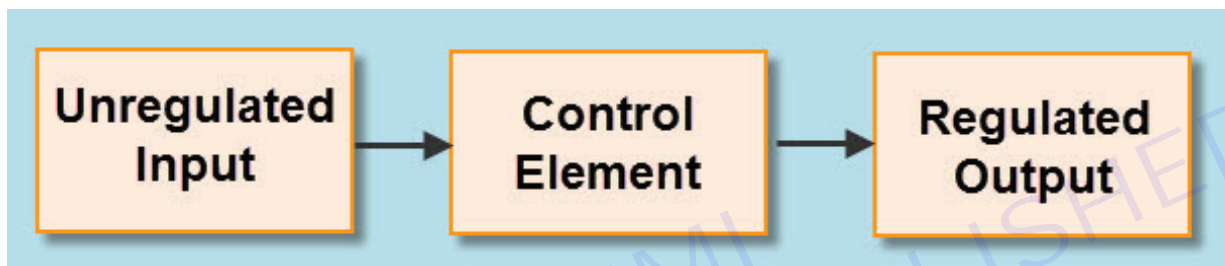 Unregulated
Input
Control
Element
Regulated
Output